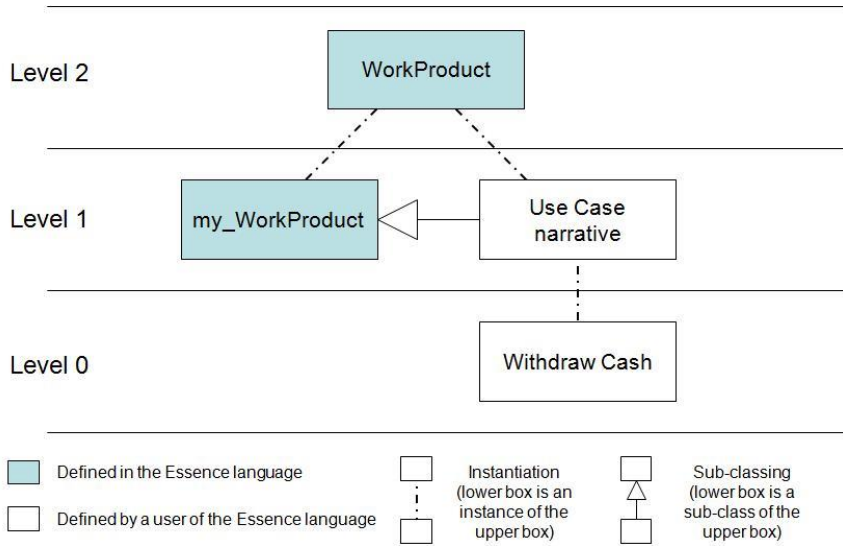 Level 2
WorkProduct
Level 1
my_WorkProduct
Use Case
narrative
Level 0
Withdraw Cash
Defined in the Essence language
Defined by a user of the Essence language
Instantiation
(lower box is an
instance of the
upper box)
Sub-classing
(lower box is a
sub-class of the
upper box)